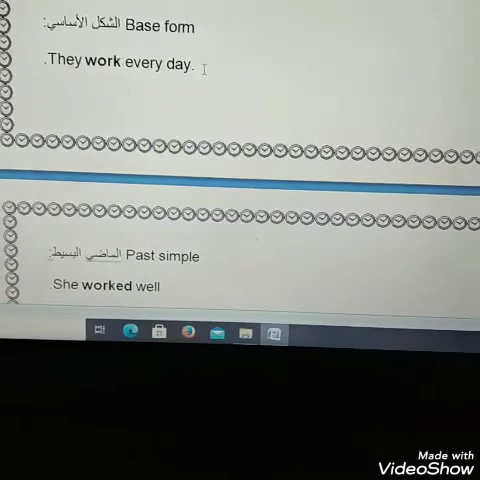 الشكل الأساسي Base form:
.They work every day.
الماضي البسيط Past simple:
.She worked well
Made with
VideoShow